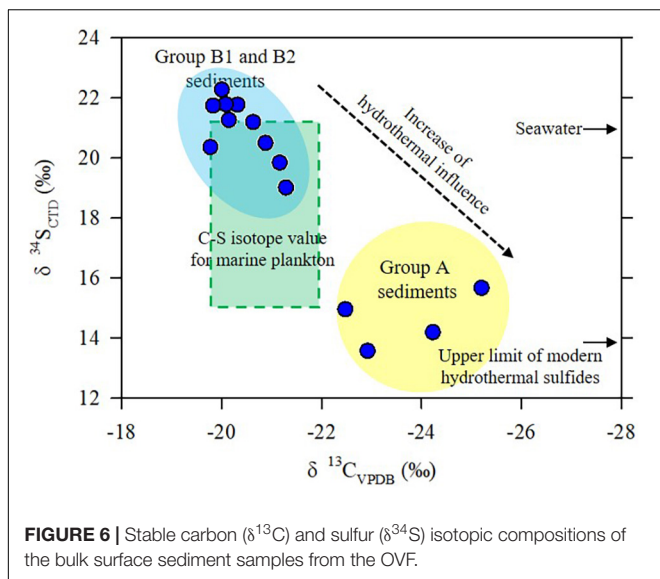 24
22
20
18
16
14
12
δ ³⁴S_CTD (‰)
Group B1 and B2
sediments
Increase of
hydrothermal influence
Seawater
C-S isotope value
for marine plankton
Group A
sediments
Upper limit of modern
hydrothermal sulfides
-18 -20 -22 -24 -26 -28
δ ¹³C_VPDB (‰)
FIGURE 6 | Stable carbon (δ¹³C) and sulfur (δ³⁴S) isotopic compositions of
the bulk surface sediment samples from the OVF.